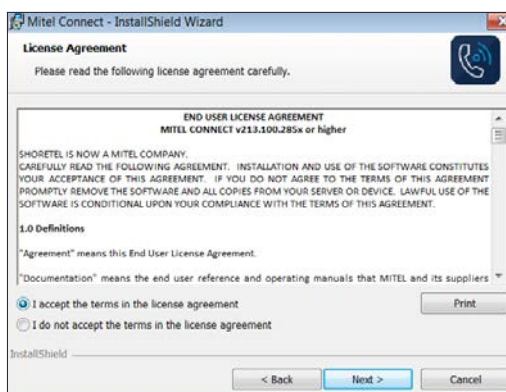 Mitel Connect - InstallShield Wizard
License Agreement
Please read the following license agreement carefully.
END USER LICENSE AGREEMENT
MITEL CONNECT v213.100.285x or higher
SHORETEL IS NOW A MITEL COMPANY.
CAREFULLY READ THE FOLLOWING AGREEMENT. INSTALLATION AND USE OF THE SOFTWARE CONSTITUTES
YOUR ACCEPTANCE OF THIS AGREEMENT. IF YOU DO NOT AGREE TO THE TERMS OF THIS AGREEMENT
PROMPTLY REMOVE THE SOFTWARE AND ALL COPIES FROM YOUR SERVER OR DEVICE. LAWFUL USE OF THE
SOFTWARE IS CONDITIONAL UPON YOUR COMPLIANCE WITH THE TERMS OF THIS AGREEMENT.
1.0 Definitions
"Agreement" means this End User License Agreement.
"Documentation" means the end user reference and operating manuals that MITEL and its suppliers
I accept the terms in the license agreement
Print
I do not accept the terms in the license agreement
InstallShield
< Back
Next >
Cancel